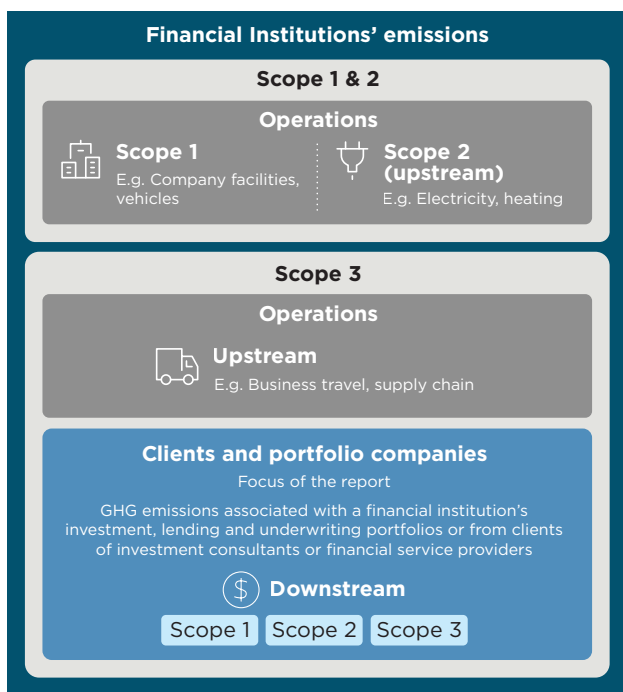 Financial Institutions’ emissions
Scope 1 & 2
Operations
Scope 1
E.g. Company facilities,
vehicles
Scope 2
(upstream)
E.g. Electricity, heating
Scope 3
Operations
Upstream
E.g. Business travel, supply chain
Clients and portfolio companies
Focus of the report
GHG emissions associated with a financial institution’s
investment, lending and underwriting portfolios or from clients
of investment consultants or financial service providers
$
Downstream
Scope 1
Scope 2
Scope 3